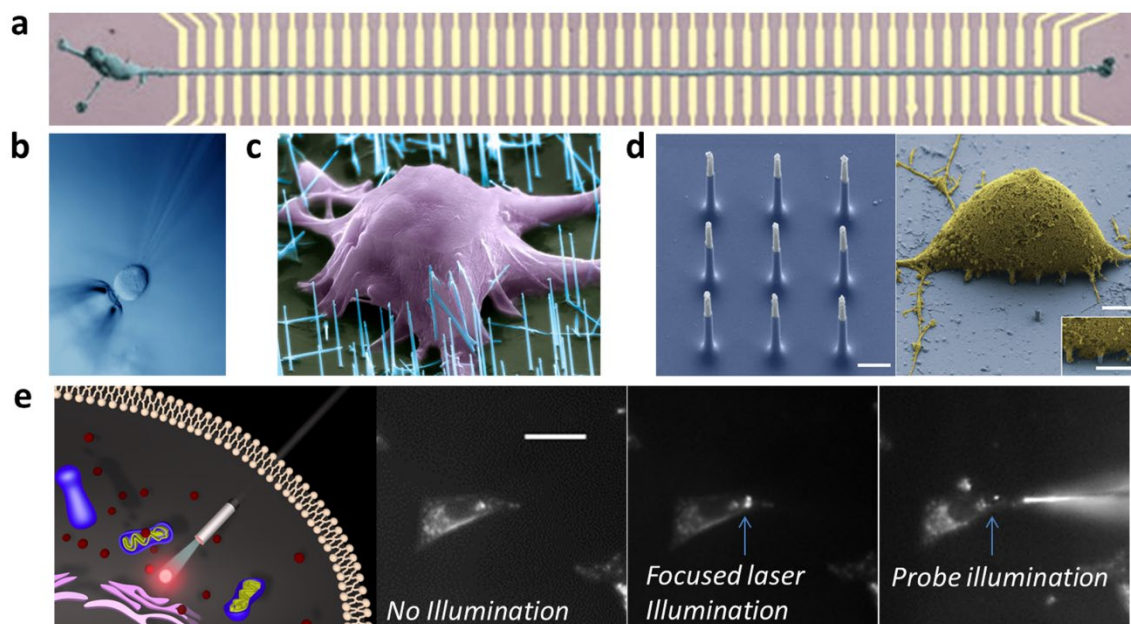 a
b
c
d
e
No Illumination
Focused laser
Illumination
Probe illumination